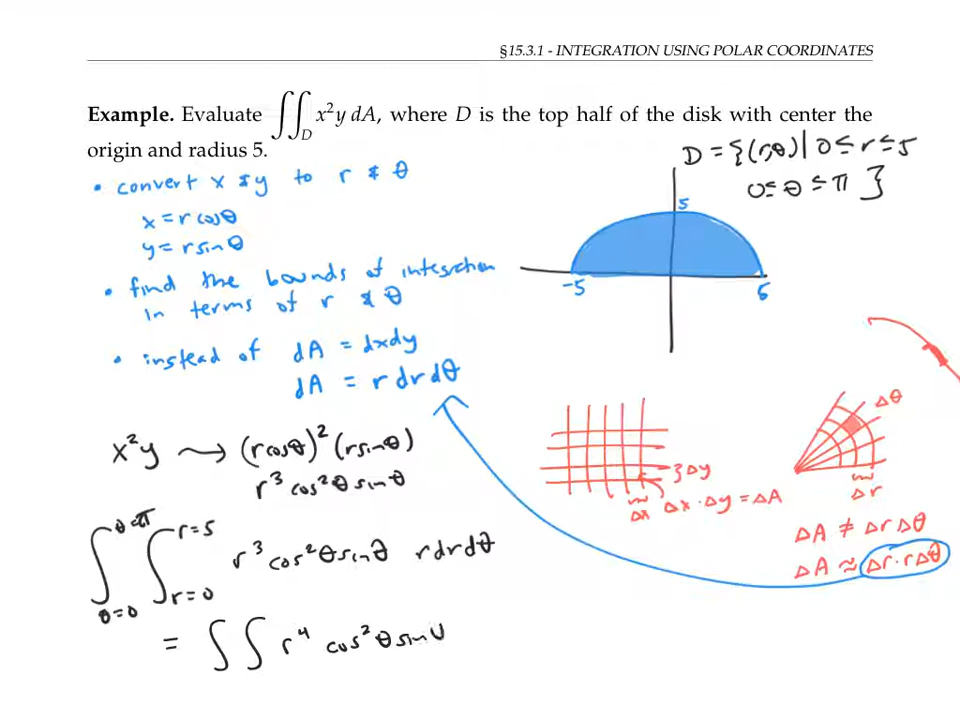 §15.3.1 - INTEGRATION USING POLAR COORDINATES
Example. Evaluate ∬_D x²y dA, where D is the top half of the disk with center the
origin and radius 5.
D = {(r,θ) | 0 ≤ r ≤ 5
0 ≤ θ ≤ π }
• convert x & y to r & θ
x = r cosθ
y = r sinθ
• find the bounds of integration
in terms of r & θ
• instead of dA = dxdy
dA = r dr dθ
5
-5
5
x²y ⤳ (r cosθ)² (r sinθ)
r³ cos²θ sinθ
∫_{θ=0}^{θ=π} ∫_{r=0}^{r=5} r³ cos²θ sinθ r dr dθ
= ∫ ∫ r⁴ cos²θ sin
}Δy
Δx
Δx · Δy = ΔA
Δθ
Δr
ΔA ≠ Δr Δθ
ΔA ≈ Δr · r Δθ